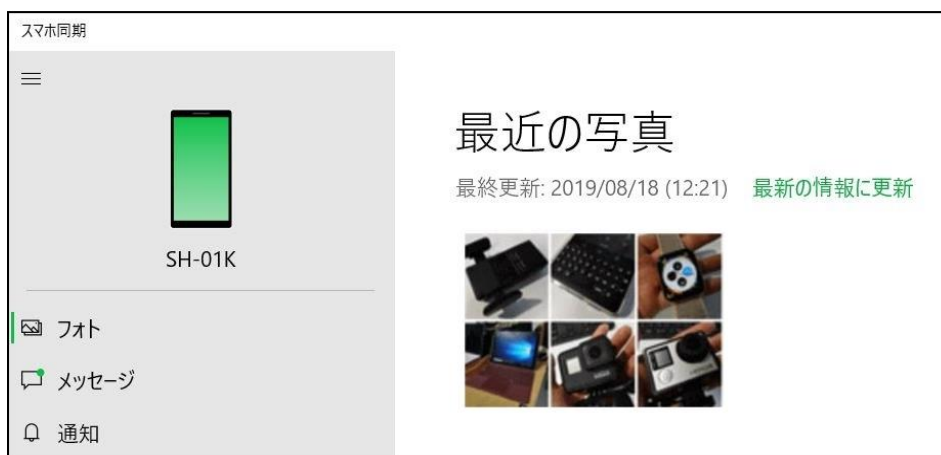 スマホ同期
SH-01K
フォト
メッセージ
通知
最近の写真
最終更新: 2019/08/18 (12:21) 最新の情報に更新